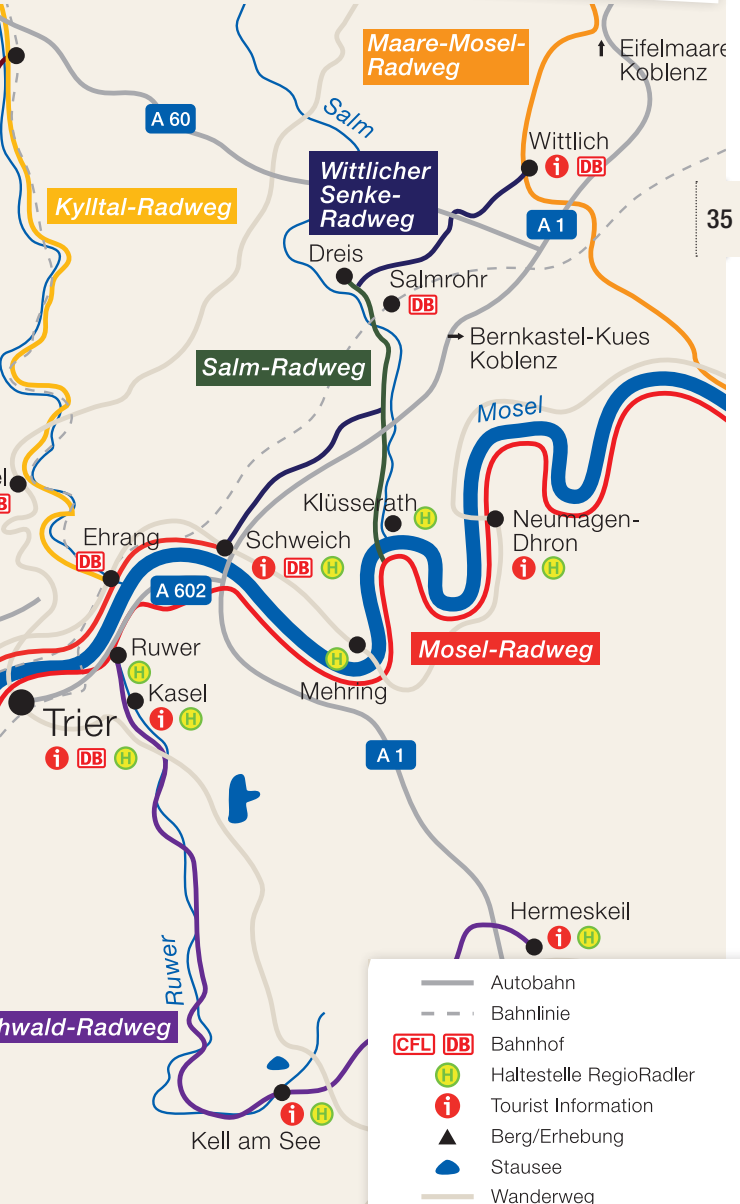 Maare-Mosel-
Radweg
Eifelmaare
Koblenz
A 60
Salm
Wittlich
i DB
Wittlicher
Senke-
Radweg
Kylltal-Radweg
A 1
35
Dreis
Salmrohr
DB
Bernkastel-Kues
Koblenz
Salm-Radweg
Mosel
el
B
Klüsserath
H
Neumagen-
Dhron
i H
Ehrang
DB
Schweich
i DB H
A 602
Ruwer
H
Mosel-Radweg
H
Mehring
Kasel
i H
Trier
i DB H
A 1
Hermeskeil
i H
Ruwer
hwald-Radweg
Kell am See
i H
Autobahn
Bahnlinie
CFL DB Bahnhof
H Haltestelle RegioRadler
i Tourist Information
Berg/Erhebung
Stausee
Wanderweg